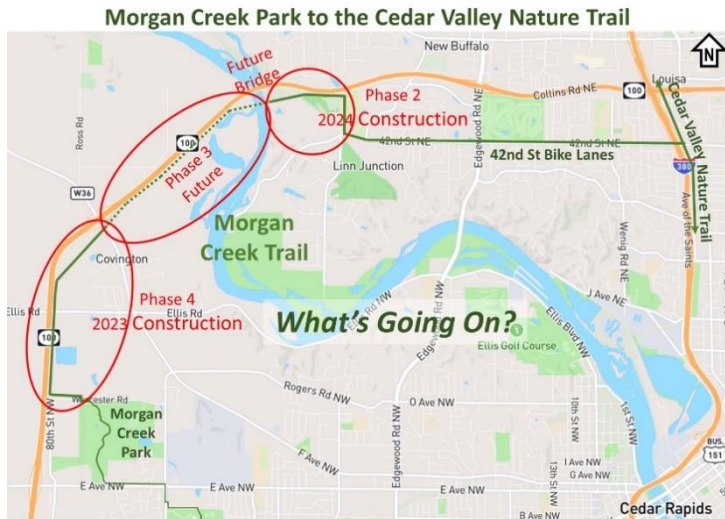 Morgan Creek Park to the Cedar Valley Nature Trail
N
New Buffalo
Louisa
Future
Bridge
Phase 2
2024 Construction
Collins Rd NE
100
Cedar Valley Nature Trail
Ross Rd
100
Edgewood Rd NE
42nd St NE
42nd St NE
42nd St Bike Lanes
380
Phase 3
Future
Linn Junction
W36
Ave of the Saints
Morgan
Creek Trail
Covington
Wenig Rd NE
Phase 4
2023 Construction
Ellis Rd
Ellis Rd NW
Ellis Rd NW
J Ave NE
What's Going On?
100
Edgewood Rd NW
Ellis Golf Course
Ellis Blvd NW
Rogers Rd NW
80th St NW
Worcester Rd
O Ave NW
10th St NW
1st St NW
Morgan
Creek
Park
F Ave NW
13th St NW
I Ave NW
G Ave NW
BUS.
151
E Ave NW
E Ave NW
E Ave NW
Cedar Rapids